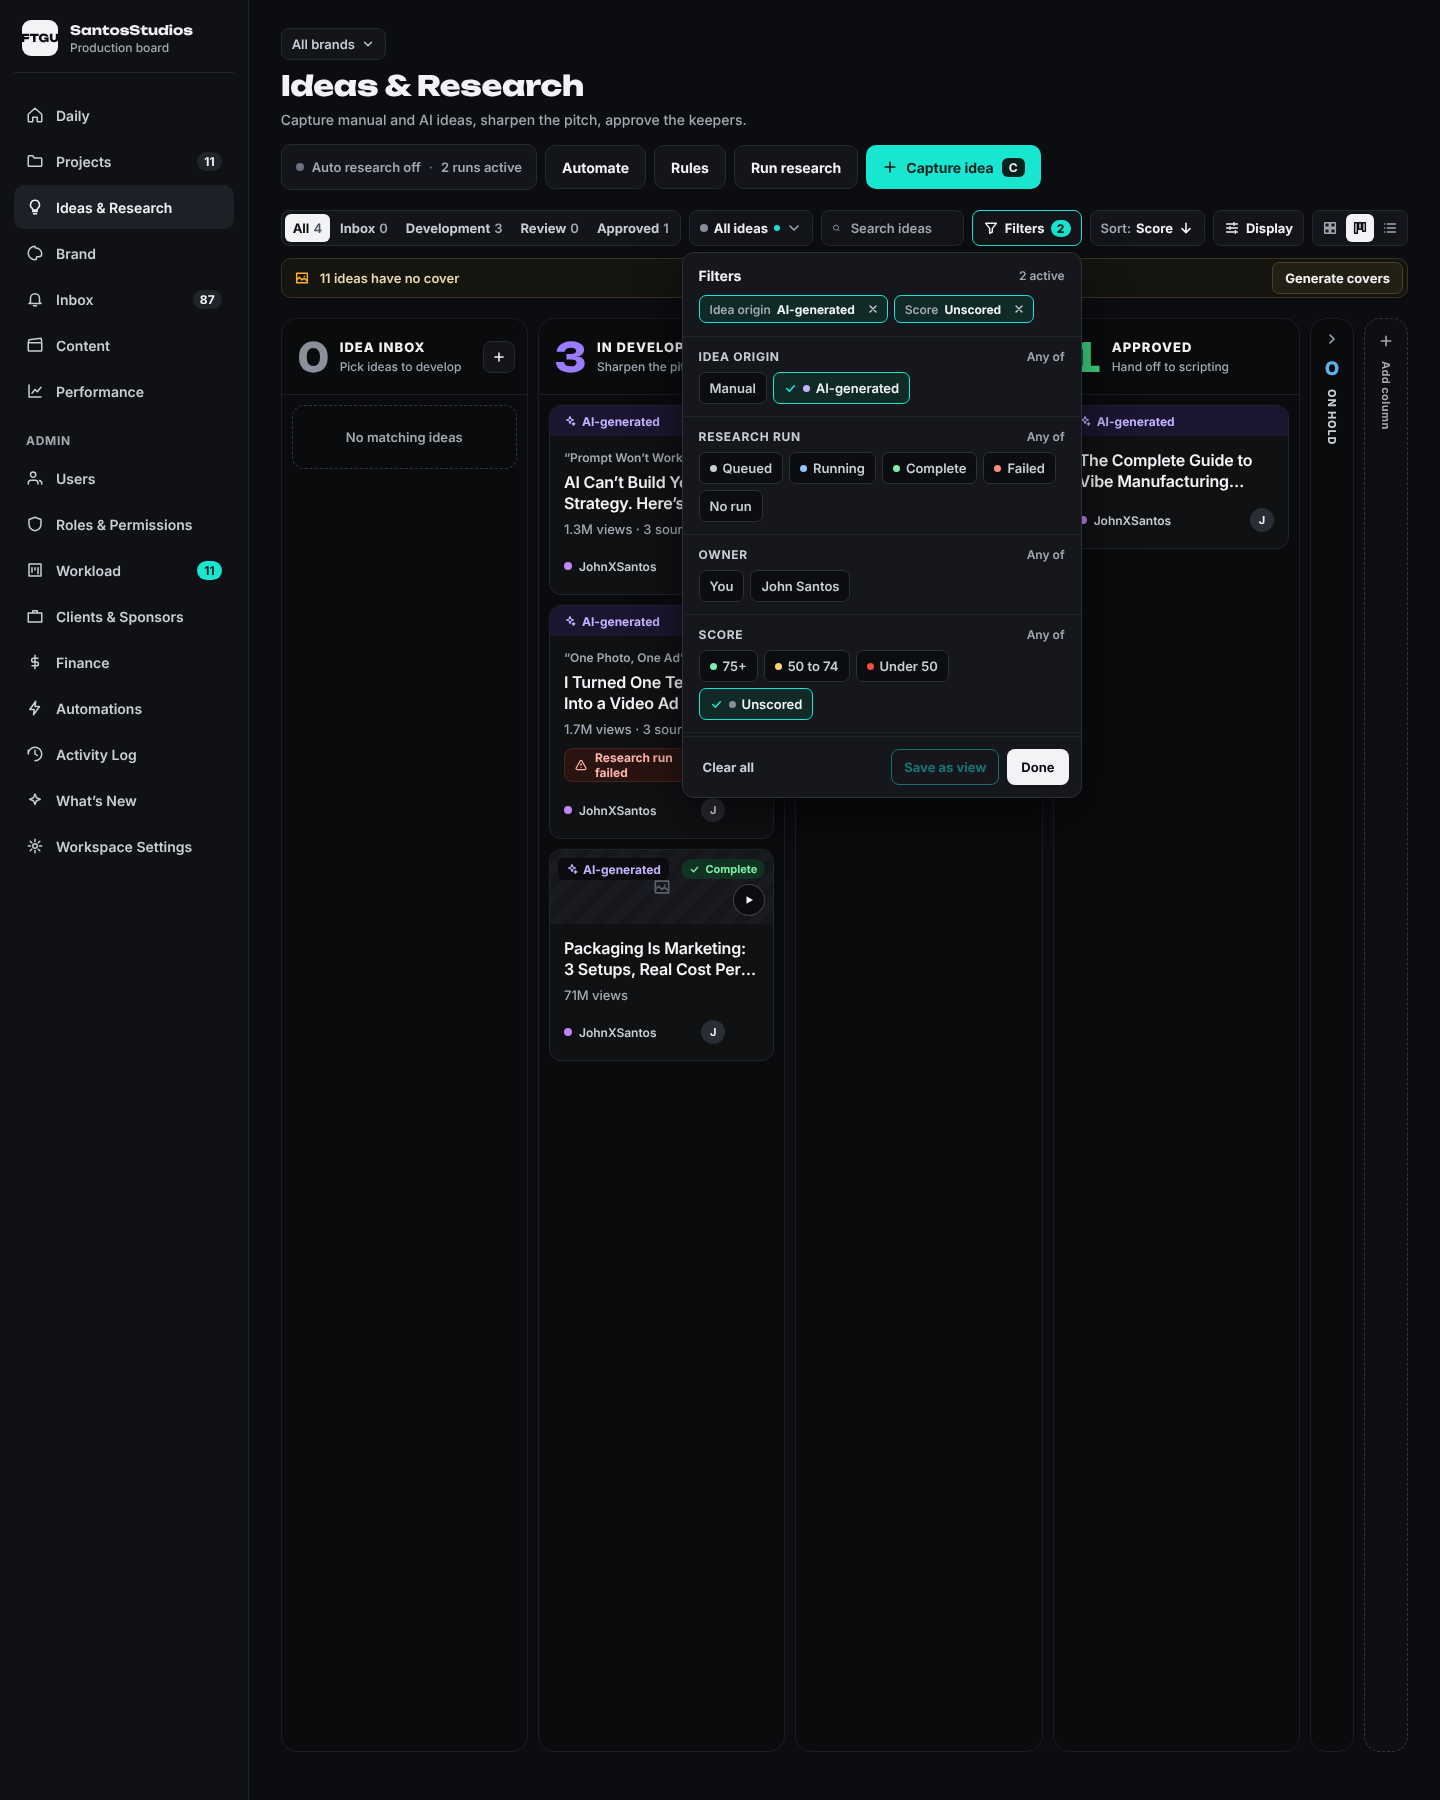 FTGU
SantosStudios
Production board
Daily
Projects 11
Ideas & Research
Brand
Inbox 87
Content
Performance
ADMIN
Users
Roles & Permissions
Workload 11
Clients & Sponsors
Finance
Automations
Activity Log
What's New
Workspace Settings
All brands
Ideas & Research
Capture manual and AI ideas, sharpen the pitch, approve the keepers.
Auto research off · 2 runs active
Automate
Rules
Run research
Capture idea C
All 4
Inbox 0
Development 3
Review 0
Approved 1
All ideas
Search ideas
Filters 2
Sort: Score
Display
11 ideas have no cover
Generate covers
0 IDEA INBOX
Pick ideas to develop
No matching ideas
3 IN DEVELOP
Sharpen the pit
AI-generated
“Prompt Won’t Work
AI Can’t Build Yo
Strategy. Here’s
1.3M views · 3 sour
JohnXSantos
AI-generated
“One Photo, One Ad”
I Turned One Te
Into a Video Ad
1.7M views · 3 sour
Research run
failed
JohnXSantos J
AI-generated
Complete
Packaging Is Marketing:
3 Setups, Real Cost Per...
71M views
JohnXSantos J
Filters
2 active
Idea origin AI-generated
Score Unscored
IDEA ORIGIN
Any of
Manual
AI-generated
RESEARCH RUN
Any of
Queued
Running
Complete
Failed
No run
OWNER
Any of
You
John Santos
SCORE
Any of
75+
50 to 74
Under 50
Unscored
Clear all
Save as view
Done
1 APPROVED
Hand off to scripting
AI-generated
The Complete Guide to
Vibe Manufacturing...
JohnXSantos J
0
ON HOLD
Add column